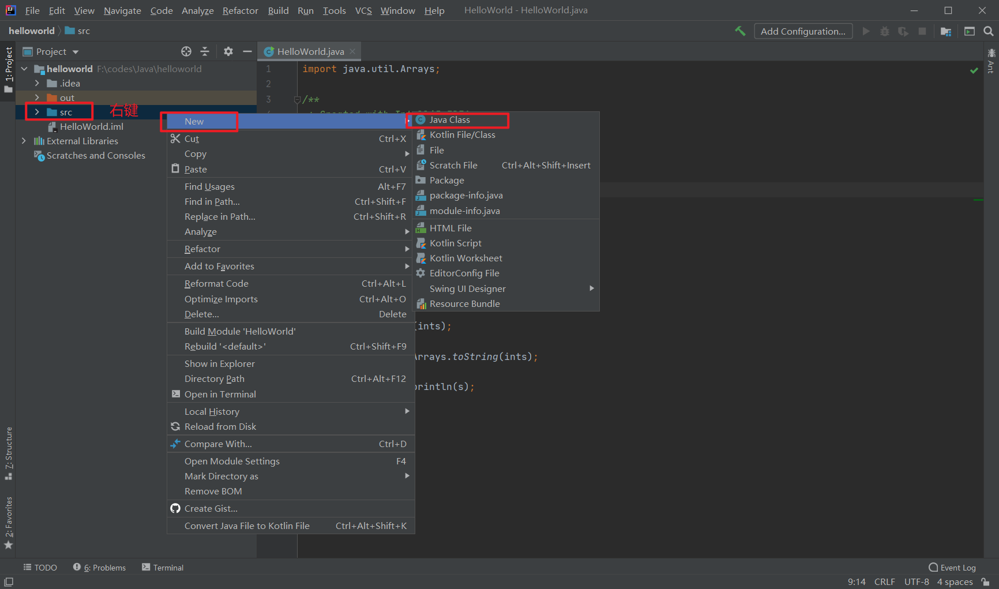 File Edit View Navigate Code Analyze Refactor Build Run Tools VCS Window Help HelloWorld - HelloWorld.java
helloworld src Add Configuration...
1: Project
Project
helloworld F:\codes\Java\helloworld
.idea
out
src 右键
HelloWorld.iml
External Libraries
Scratches and Consoles
7: Structure
2: Favorites
HelloWorld.java
1 import java.util.Arrays;
2
3 /**
Ant
New
Cut Ctrl+X
Copy
Paste Ctrl+V
Find Usages Alt+F7
Find in Path... Ctrl+Shift+F
Replace in Path... Ctrl+Shift+R
Analyze
Refactor
Add to Favorites
Reformat Code Ctrl+Alt+L
Optimize Imports Ctrl+Alt+O
Delete... Delete
Build Module 'HelloWorld'
Rebuild '<default>' Ctrl+Shift+F9
Show in Explorer
Directory Path Ctrl+Alt+F12
Open in Terminal
Local History
Reload from Disk
Compare With... Ctrl+D
Open Module Settings F4
Mark Directory as
Remove BOM
Create Gist...
Convert Java File to Kotlin File Ctrl+Alt+Shift+K
Java Class
Kotlin File/Class
File
Scratch File Ctrl+Alt+Shift+Insert
Package
package-info.java
module-info.java
HTML File
Kotlin Script
Kotlin Worksheet
EditorConfig File
Swing UI Designer
Resource Bundle
(ints);
Arrays.toString(ints);
println(s);
TODO 6: Problems Terminal Event Log
9:14 CRLF UTF-8 4 spaces